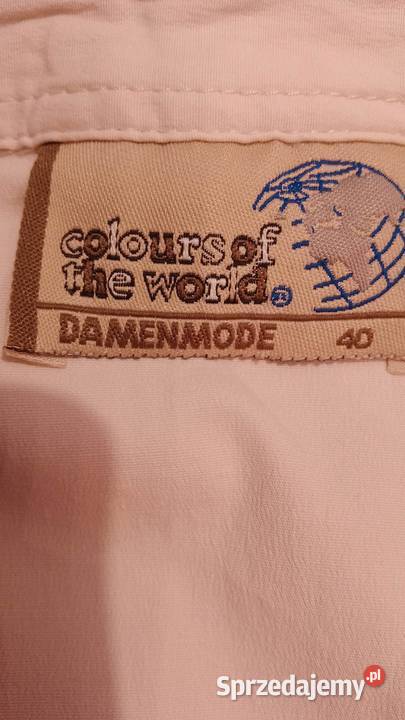 colours of
the world ®
DAMENMODE 40
Sprzedajemy.pl